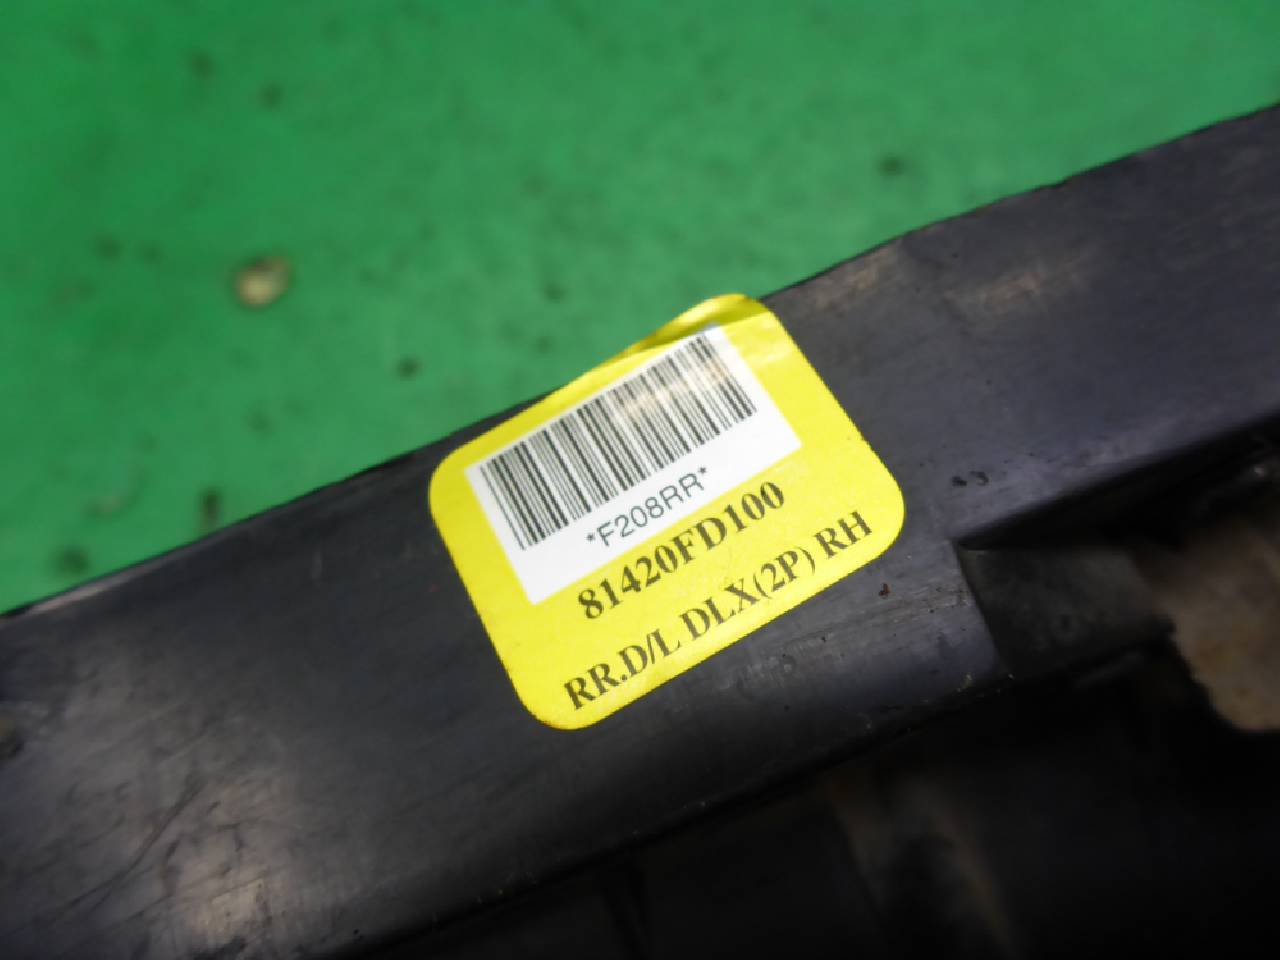 *F208RR*
81420FD100
RR.D/L DLX(2P) RH